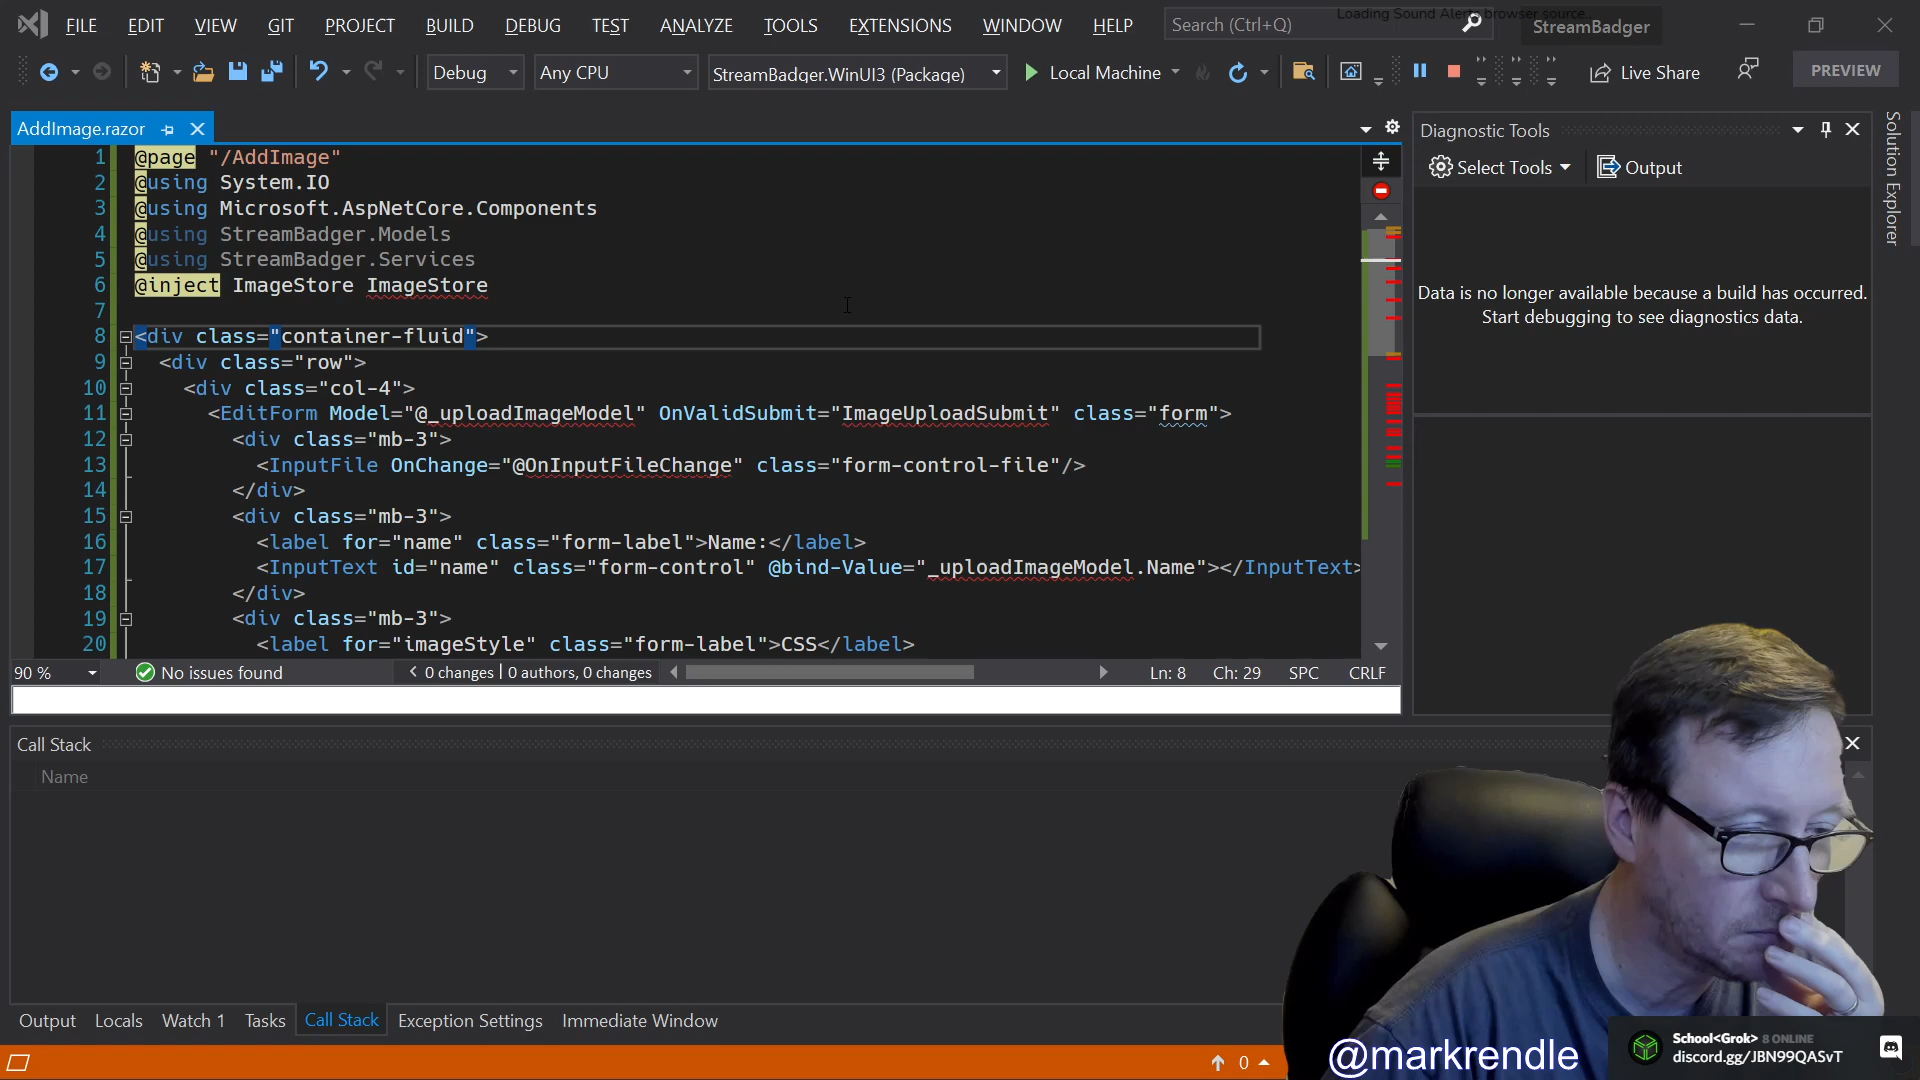 FILE EDIT VIEW GIT PROJECT BUILD DEBUG TEST ANALYZE TOOLS EXTENSIONS WINDOW HELP Search (Ctrl+Q) Loading Sound Alerts browser source... StreamBadger
Debug Any CPU StreamBadger.WinUI3 (Package) Local Machine Live Share PREVIEW
AddImage.razor
1 @page "/AddImage"
2 @using System.IO
3 @using Microsoft.AspNetCore.Components
4 @using StreamBadger.Models
5 @using StreamBadger.Services
6 @inject ImageStore ImageStore
7
8 <div class="container-fluid">
9 <div class="row">
10 <div class="col-4">
11 <EditForm Model="@_uploadImageModel" OnValidSubmit="ImageUploadSubmit" class="form">
12 <div class="mb-3">
13 <InputFile OnChange="@OnInputFileChange" class="form-control-file"/>
14 </div>
15 <div class="mb-3">
16 <label for="name" class="form-label">Name:</label>
17 <InputText id="name" class="form-control" @bind-Value="_uploadImageModel.Name"></InputText>
18 </div>
19 <div class="mb-3">
20 <label for="imageStyle" class="form-label">CSS</label>
90 % No issues found 0 changes | 0 authors, 0 changes Ln: 8 Ch: 29 SPC CRLF
Diagnostic Tools
Select Tools Output
Data is no longer available because a build has occurred.
Start debugging to see diagnostics data.
Solution Explorer
Call Stack
Name
Output Locals Watch 1 Tasks Call Stack Exception Settings Immediate Window
0
@markrendle
School<Grok> 8 ONLINE
discord.gg/JBN99QASvT